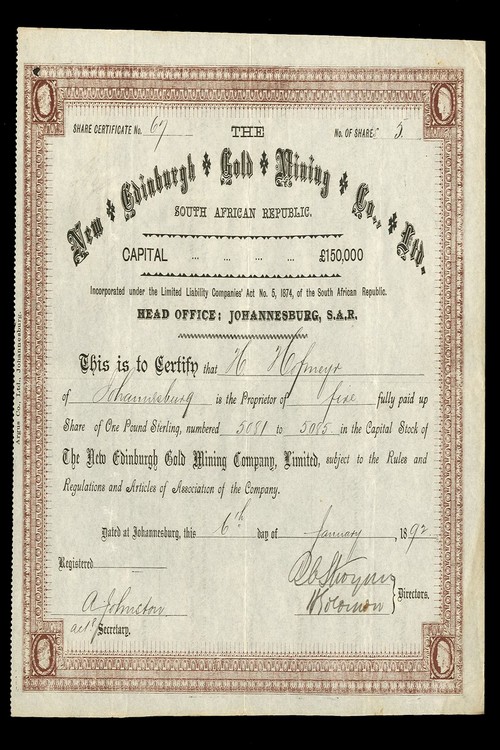 SHARE CERTIFICATE No. 67
THE
No. OF SHARES 5.
New Edinburgh Gold Mining Co., Ltd.
SOUTH AFRICAN REPUBLIC.
CAPITAL ... ... ... ... £150,000
Incorporated under the Limited Liability Companies' Act No. 5, 1874, of the South African Republic.
HEAD OFFICE: JOHANNESBURG, S.A.R.
This is to Certify that H. Hofmeyr
of Johannesburg is the Proprietor of five fully paid up
Share of One Pound Sterling, numbered 5081 to 5085 in the Capital Stock of
The New Edinburgh Gold Mining Company, Limited, subject to the Rules and
Regulations and Articles of Association of the Company.
Dated at Johannesburg, this 6th day of January, 1892
Registered
Directors.
A Johnston
actg Secretary.
Argus Co., Ltd., Johannesburg.